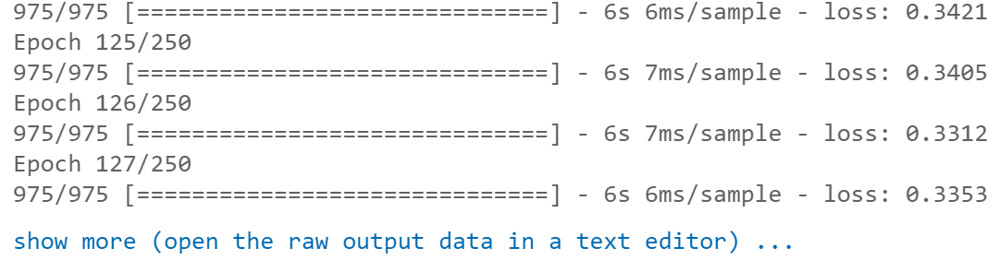 975/975 [==============================] - 6s 6ms/sample - loss: 0.3421
Epoch 125/250
975/975 [==============================] - 6s 7ms/sample - loss: 0.3405
Epoch 126/250
975/975 [==============================] - 6s 7ms/sample - loss: 0.3312
Epoch 127/250
975/975 [==============================] - 6s 6ms/sample - loss: 0.3353
show more (open the raw output data in a text editor) ...